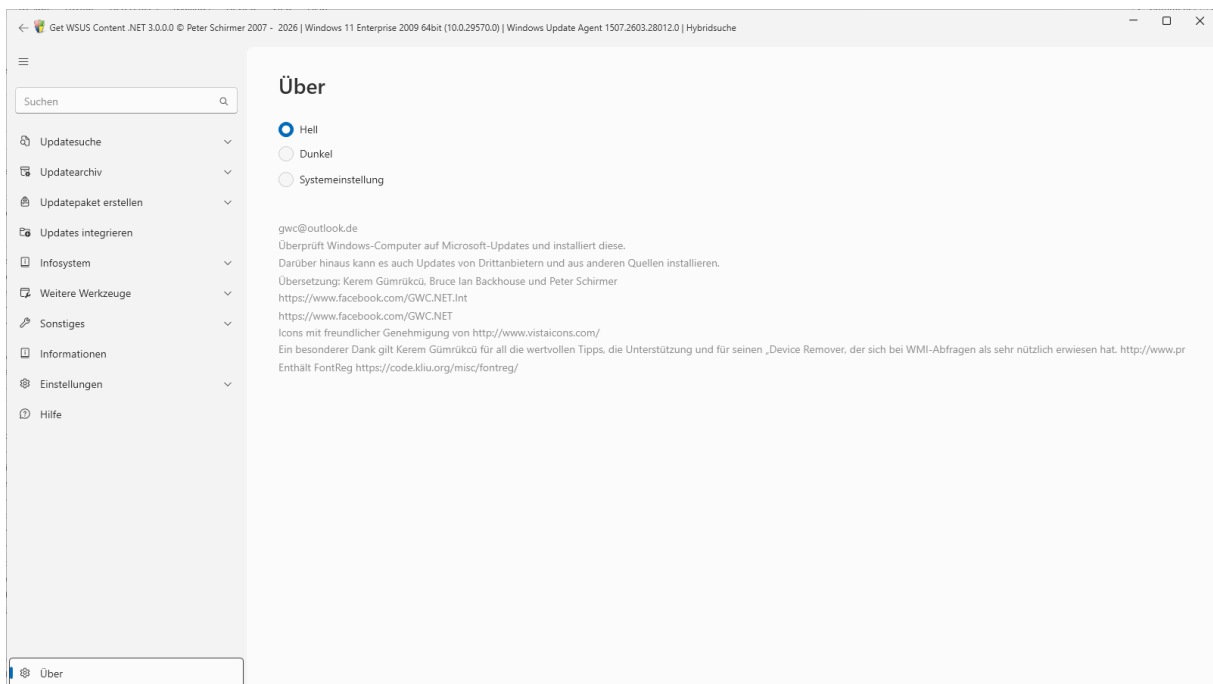 Get WSUS Content .NET 3.0.0.0 © Peter Schirmer 2007 - 2026 | Windows 11 Enterprise 2009 64bit (10.0.29570.0) | Windows Update Agent 1507.2603.28012.0 | Hybridsuche
Suchen
Updatesuche
Updatearchiv
Updatepaket erstellen
Updates integrieren
Infosystem
Weitere Werkzeuge
Sonstiges
Informationen
Einstellungen
Hilfe
Über
Über
Hell
Dunkel
Systemeinstellung
gwc@outlook.de
Überprüft Windows-Computer auf Microsoft-Updates und installiert diese.
Darüber hinaus kann es auch Updates von Drittanbietern und aus anderen Quellen installieren.
Übersetzung: Kerem Gümrükcü, Bruce Ian Backhouse und Peter Schirmer
https://www.facebook.com/GWC.NET.Int
https://www.facebook.com/GWC.NET
Icons mit freundlicher Genehmigung von http://www.vistaicons.com/
Ein besonderer Dank gilt Kerem Gümrükcü für all die wertvollen Tipps, die Unterstützung und für seinen „Device Remover, der sich bei WMI-Abfragen als sehr nützlich erwiesen hat. http://www.pr
Enthält FontReg https://code.kliu.org/misc/fontreg/